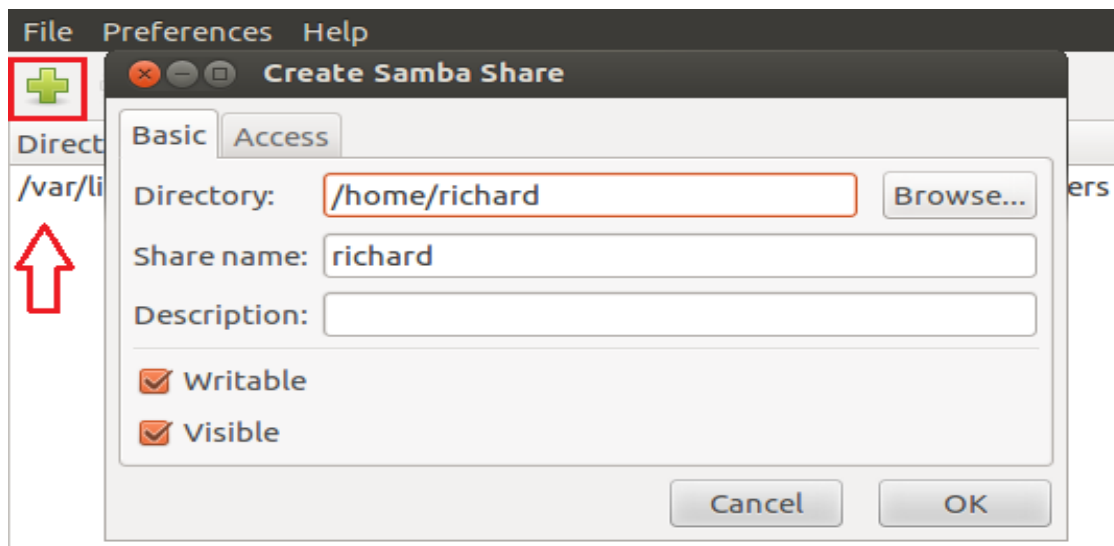 File Preferences Help
Create Samba Share
Direct
Basic Access
/var/li
ers
Directory: /home/richard Browse...
Share name: richard
Description:
Writable
Visible
Cancel OK